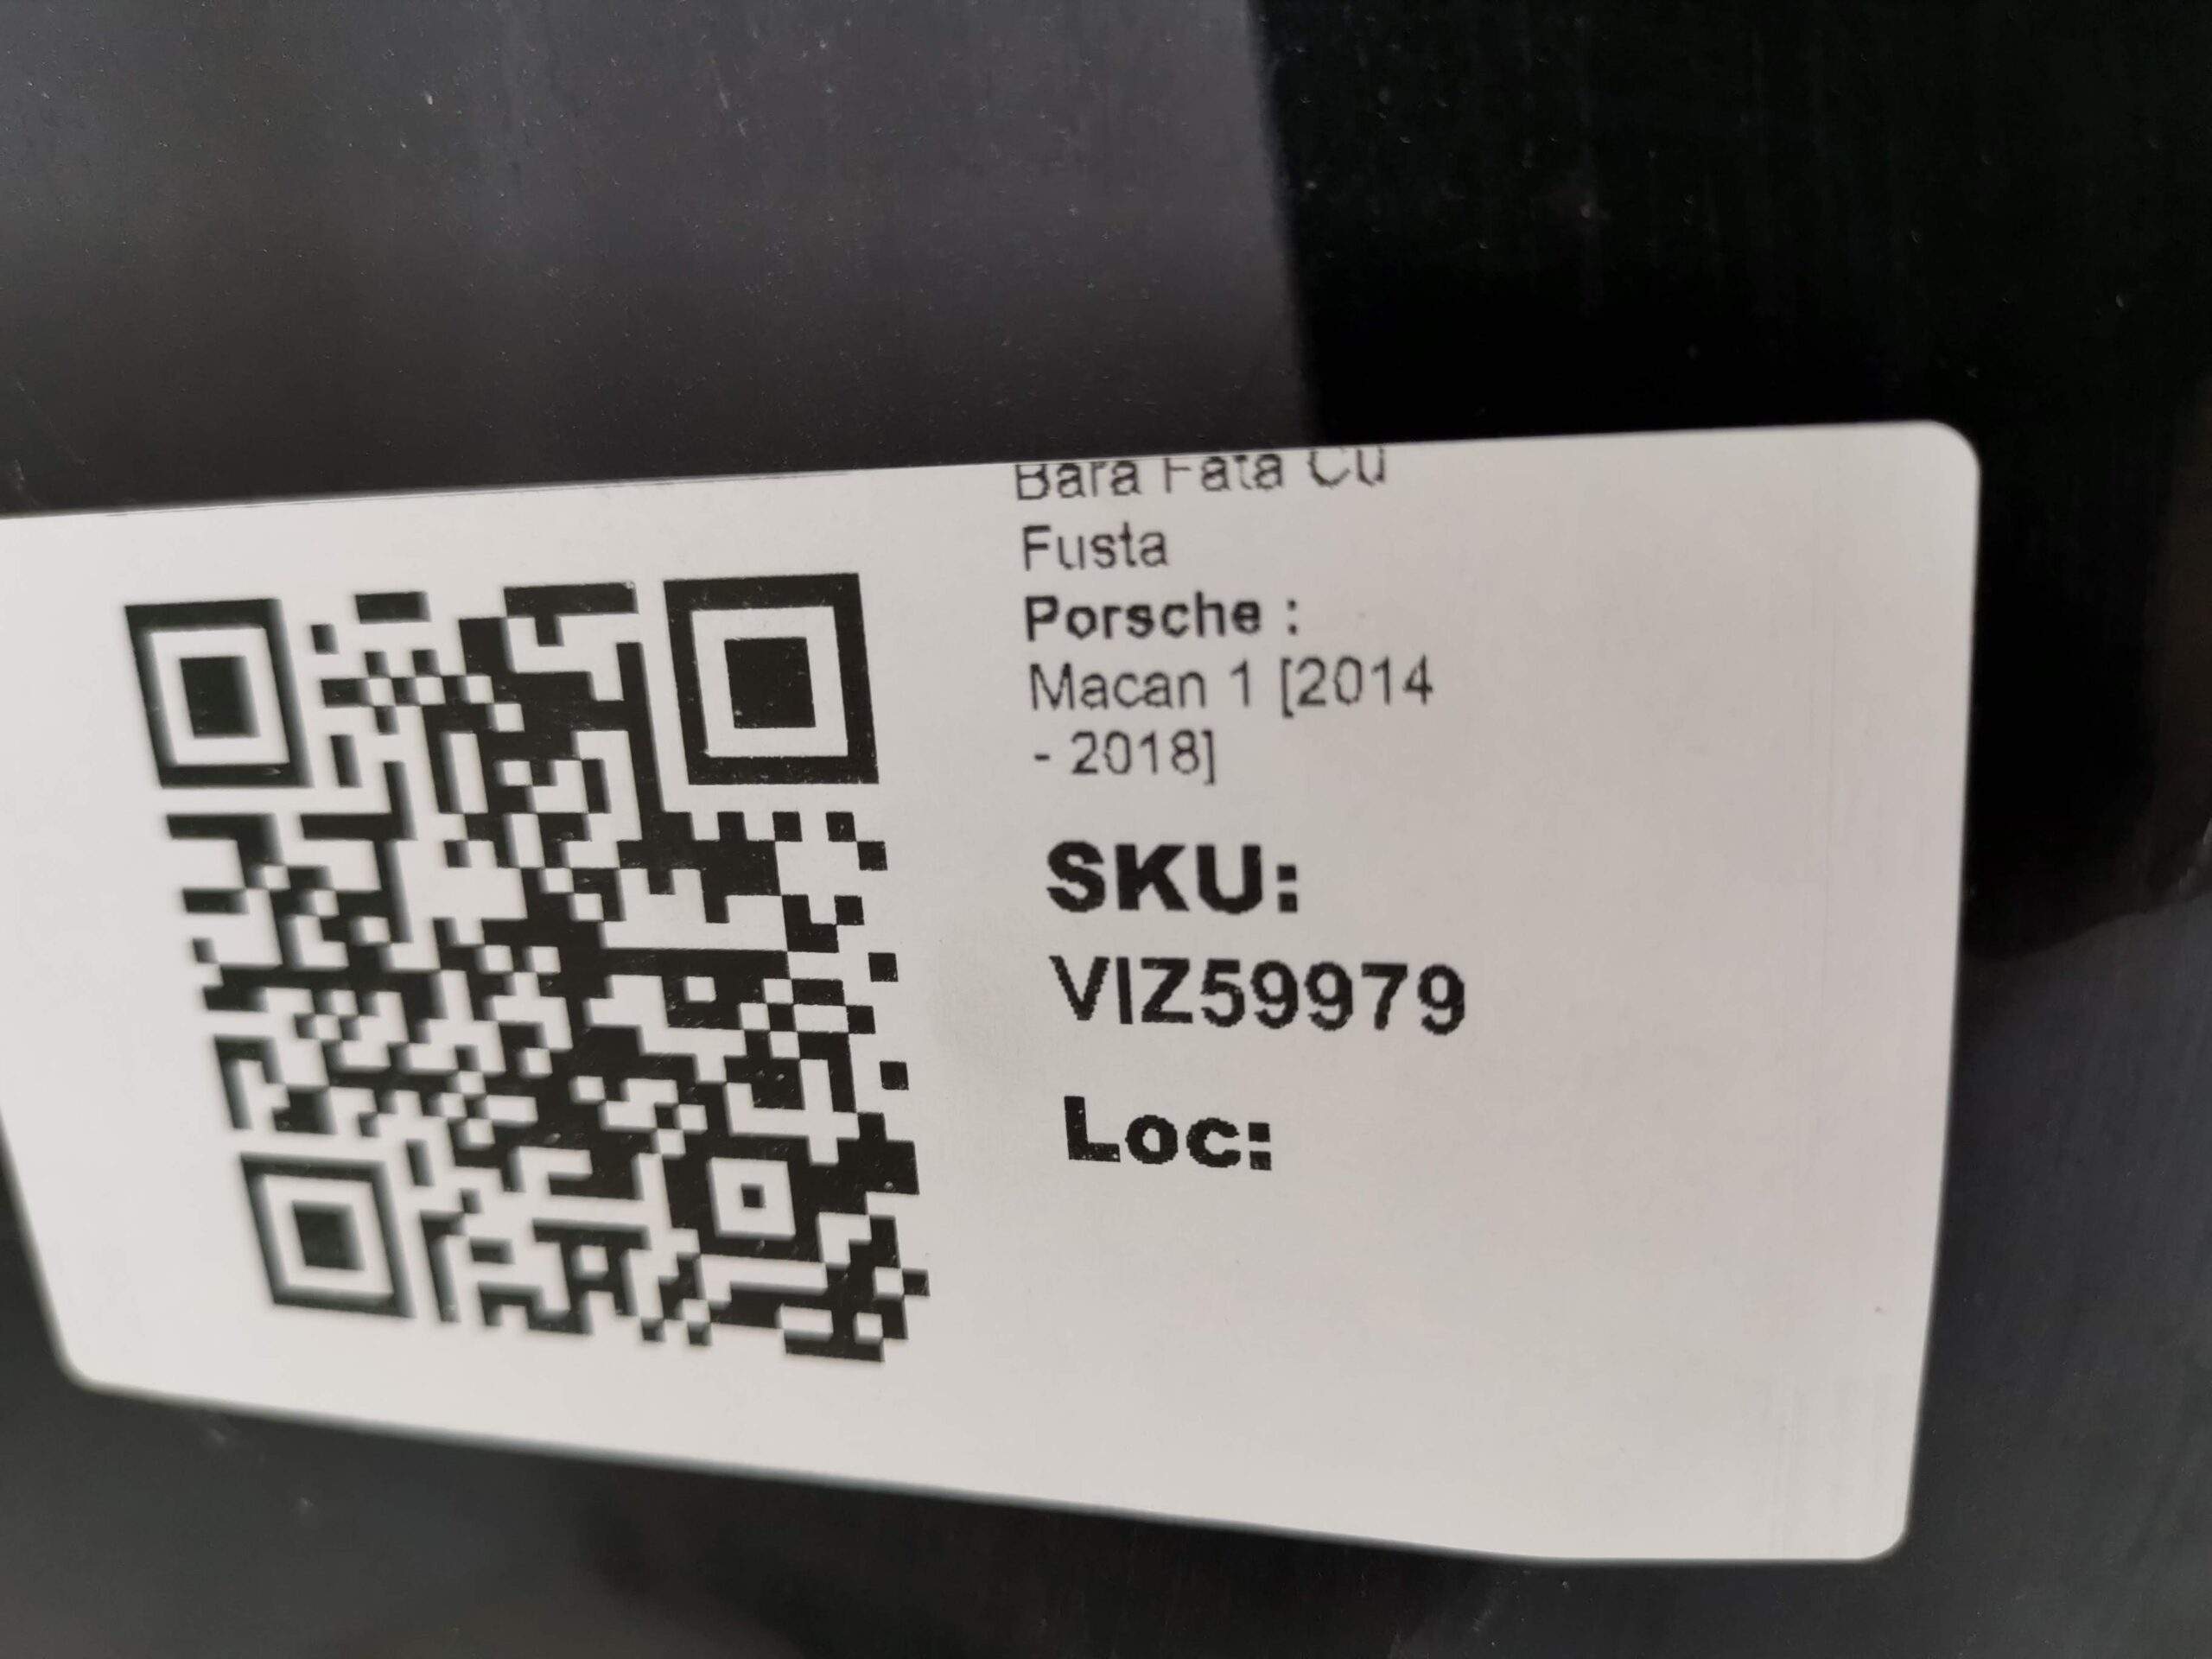 Bara Fata Cu
Fusta
Porsche :
Macan 1 [2014
- 2018]
SKU:
VIZ59979
Loc: